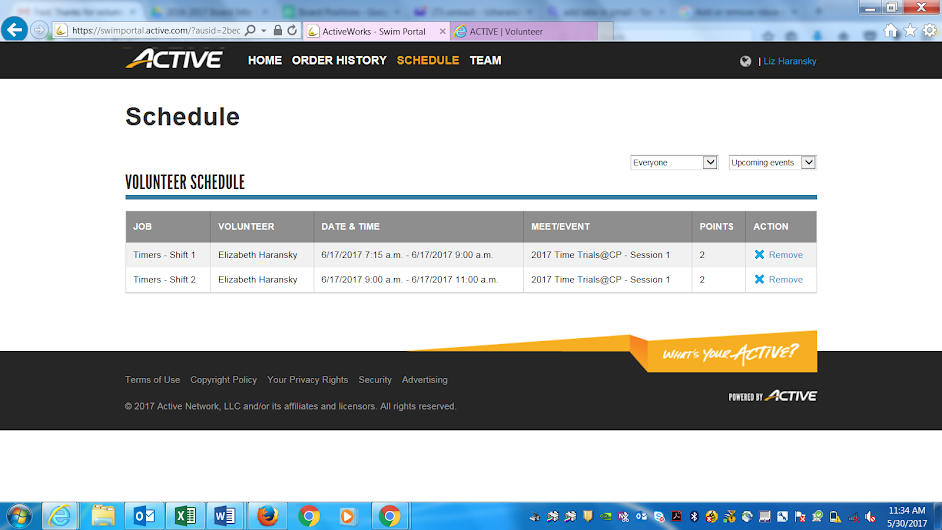 https://swimportal.active.com/?ausid=2bec
ActiveWorks - Swim Portal
ACTIVE | Volunteer
ACTIVE HOME ORDER HISTORY SCHEDULE TEAM | Liz Haransky
Schedule
Everyone Upcoming events
VOLUNTEER SCHEDULE
JOB VOLUNTEER DATE & TIME MEET/EVENT POINTS ACTION
Timers - Shift 1 Elizabeth Haransky 6/17/2017 7:15 a.m. - 6/17/2017 9:00 a.m. 2017 Time Trials@CP - Session 1 2 Remove
Timers - Shift 2 Elizabeth Haransky 6/17/2017 9:00 a.m. - 6/17/2017 11:00 a.m. 2017 Time Trials@CP - Session 1 2 Remove
WHAT'S YOUR ACTIVE?
Terms of Use Copyright Policy Your Privacy Rights Security Advertising
POWERED BY ACTIVE
© 2017 Active Network, LLC and/or its affiliates and licensors. All rights reserved.
11:34 AM
5/30/2017